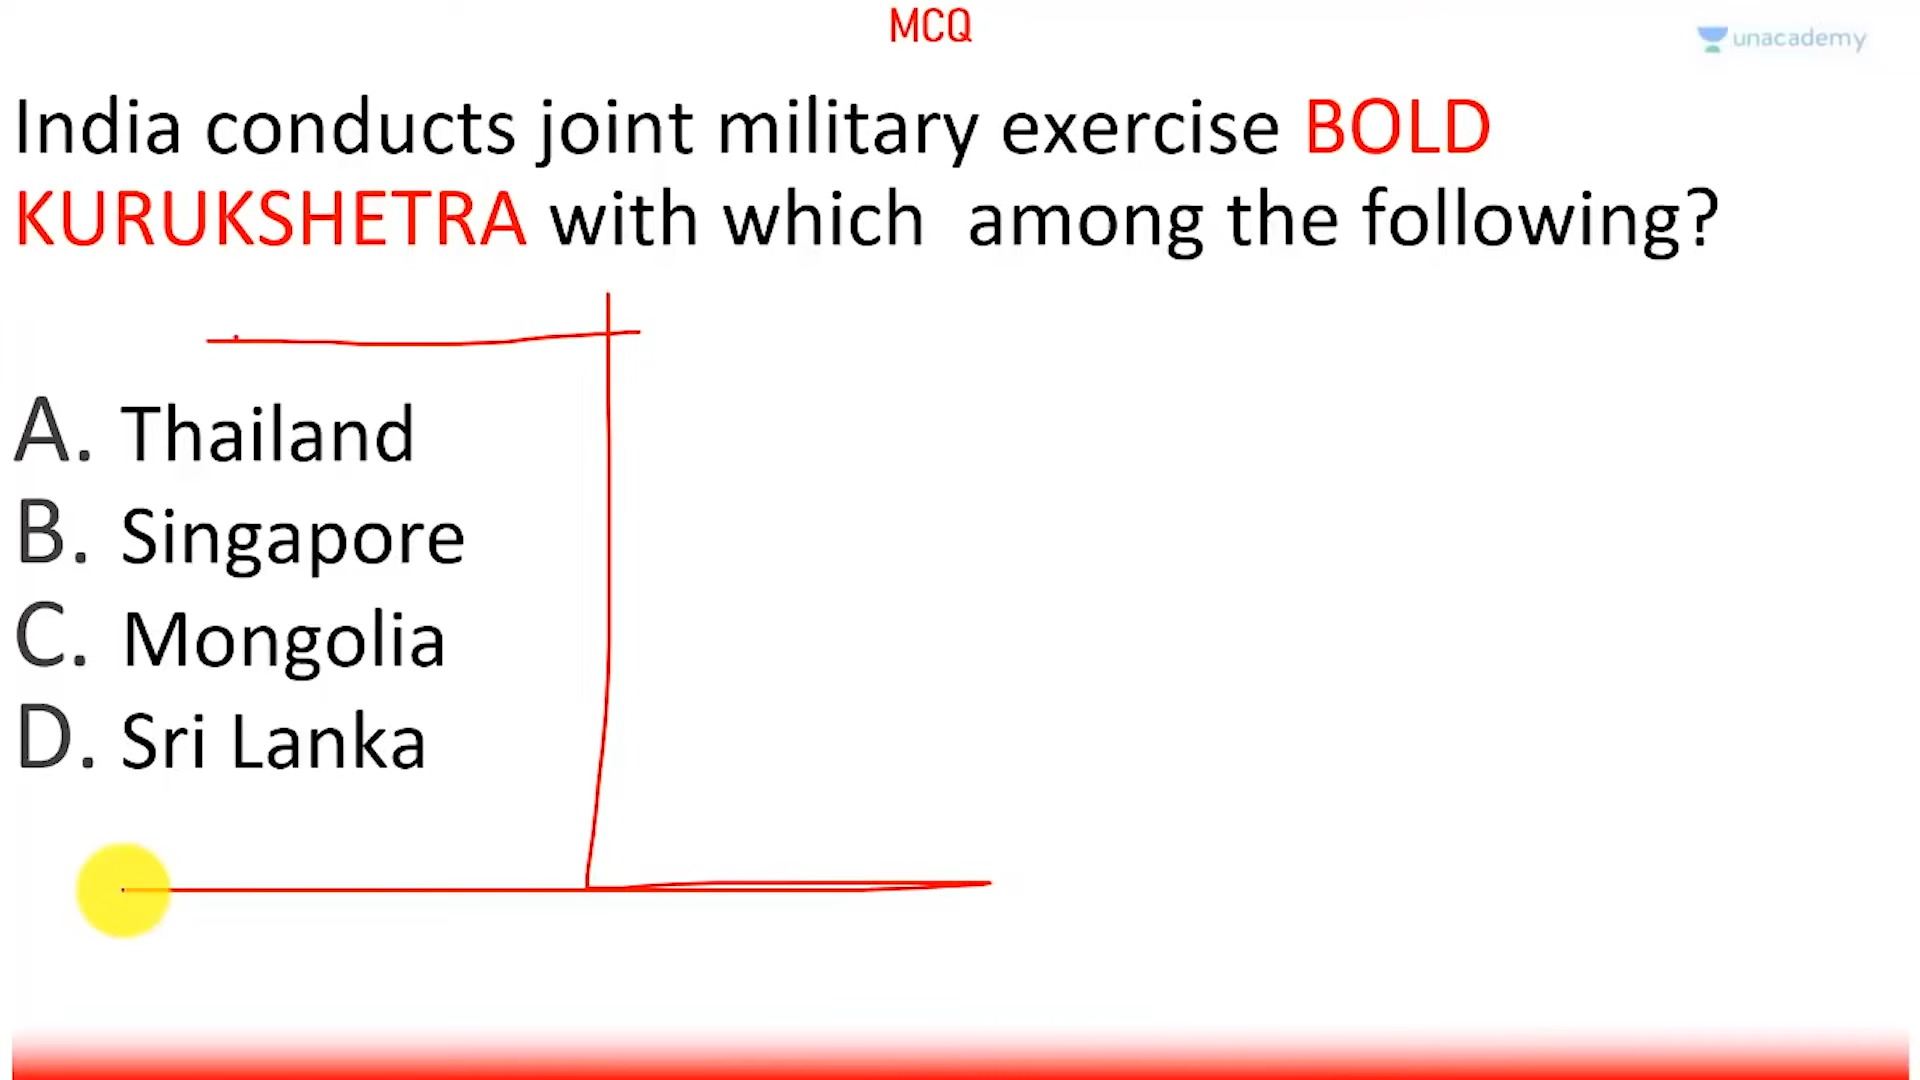 MCQ
unacademy
India conducts joint military exercise BOLD
KURUKSHETRA with which among the following?
A. Thailand
B. Singapore
C. Mongolia
D. Sri Lanka